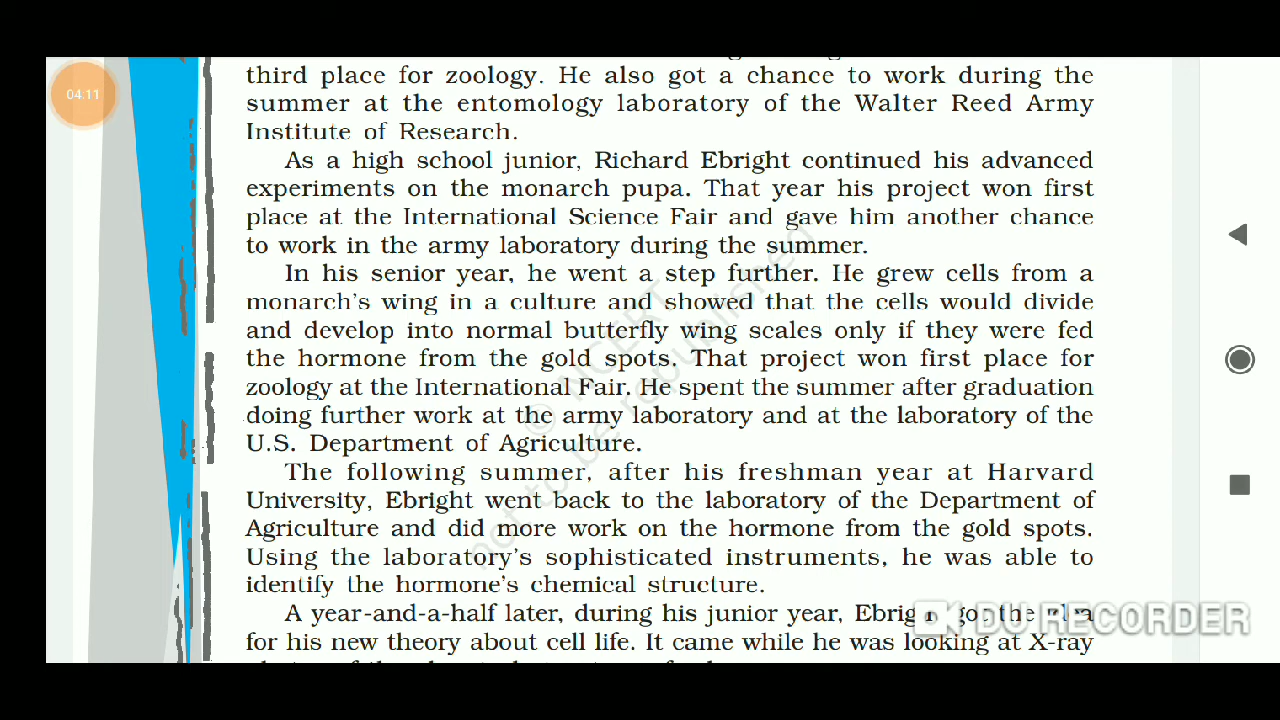 04.11
third place for zoology. He also got a chance to work during the
summer at the entomology laboratory of the Walter Reed Army
Institute of Research.
As a high school junior, Richard Ebright continued his advanced
experiments on the monarch pupa. That year his project won first
place at the International Science Fair and gave him another chance
to work in the army laboratory during the summer.
In his senior year, he went a step further. He grew cells from a
monarch's wing in a culture and showed that the cells would divide
and develop into normal butterfly wing scales only if they were fed
the hormone from the gold spots. That project won first place for
zoology at the International Fair. He spent the summer after graduation
doing further work at the army laboratory and at the laboratory of the
U.S. Department of Agriculture.
The following summer, after his freshman year at Harvard
University, Ebright went back to the laboratory of the Department of
Agriculture and did more work on the hormone from the gold spots.
Using the laboratory's sophisticated instruments, he was able to
identify the hormone's chemical structure.
A year-and-a-half later, during his junior year, Ebright got the idea
for his new theory about cell life. It came while he was looking at X-ray
© NCERT
not to be republished
DU RECORDER